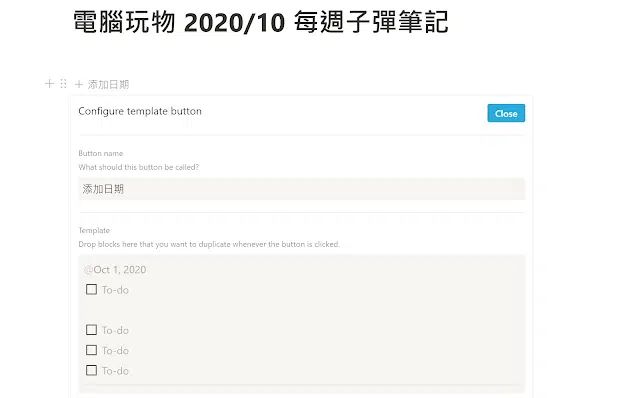 電腦玩物 2020/10 每週子彈筆記
+ 添加日期
Configure template button
Close
Button name
What should this button be called?
添加日期
Template
Drop blocks here that you want to duplicate whenever the button is clicked.
@Oct 1, 2020
To-do
To-do
To-do
To-do